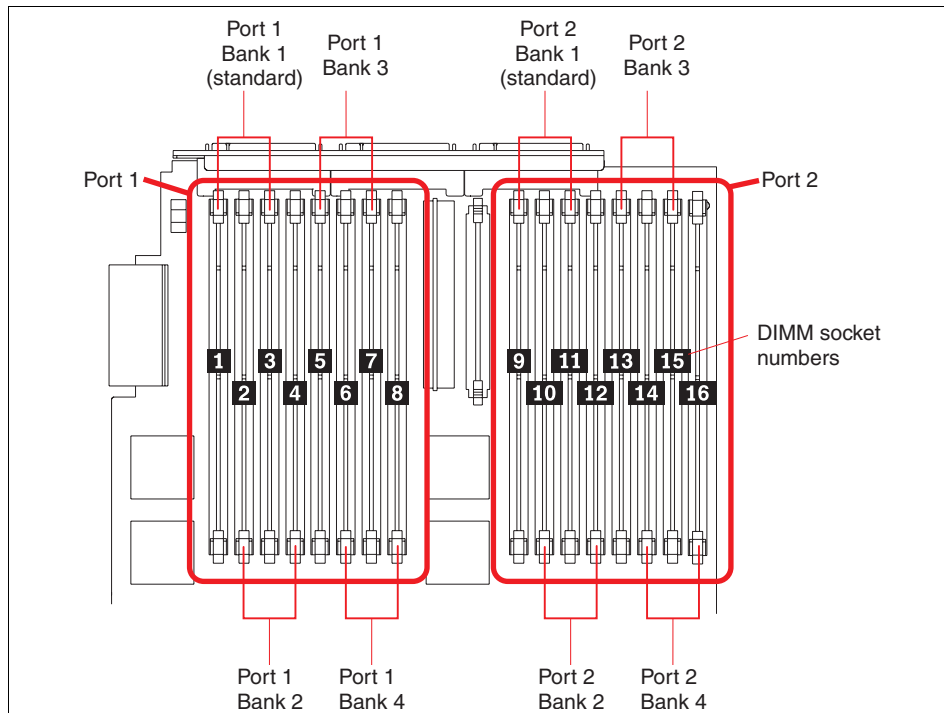 Port 1
Bank 1
(standard)
Port 1
Bank 3
Port 2
Bank 1
(standard)
Port 2
Bank 3
Port 1
Port 2
DIMM socket
numbers
1
3
5
7
9
11
13
15
2
4
6
8
10
12
14
16
Port 1
Bank 2
Port 1
Bank 4
Port 2
Bank 2
Port 2
Bank 4